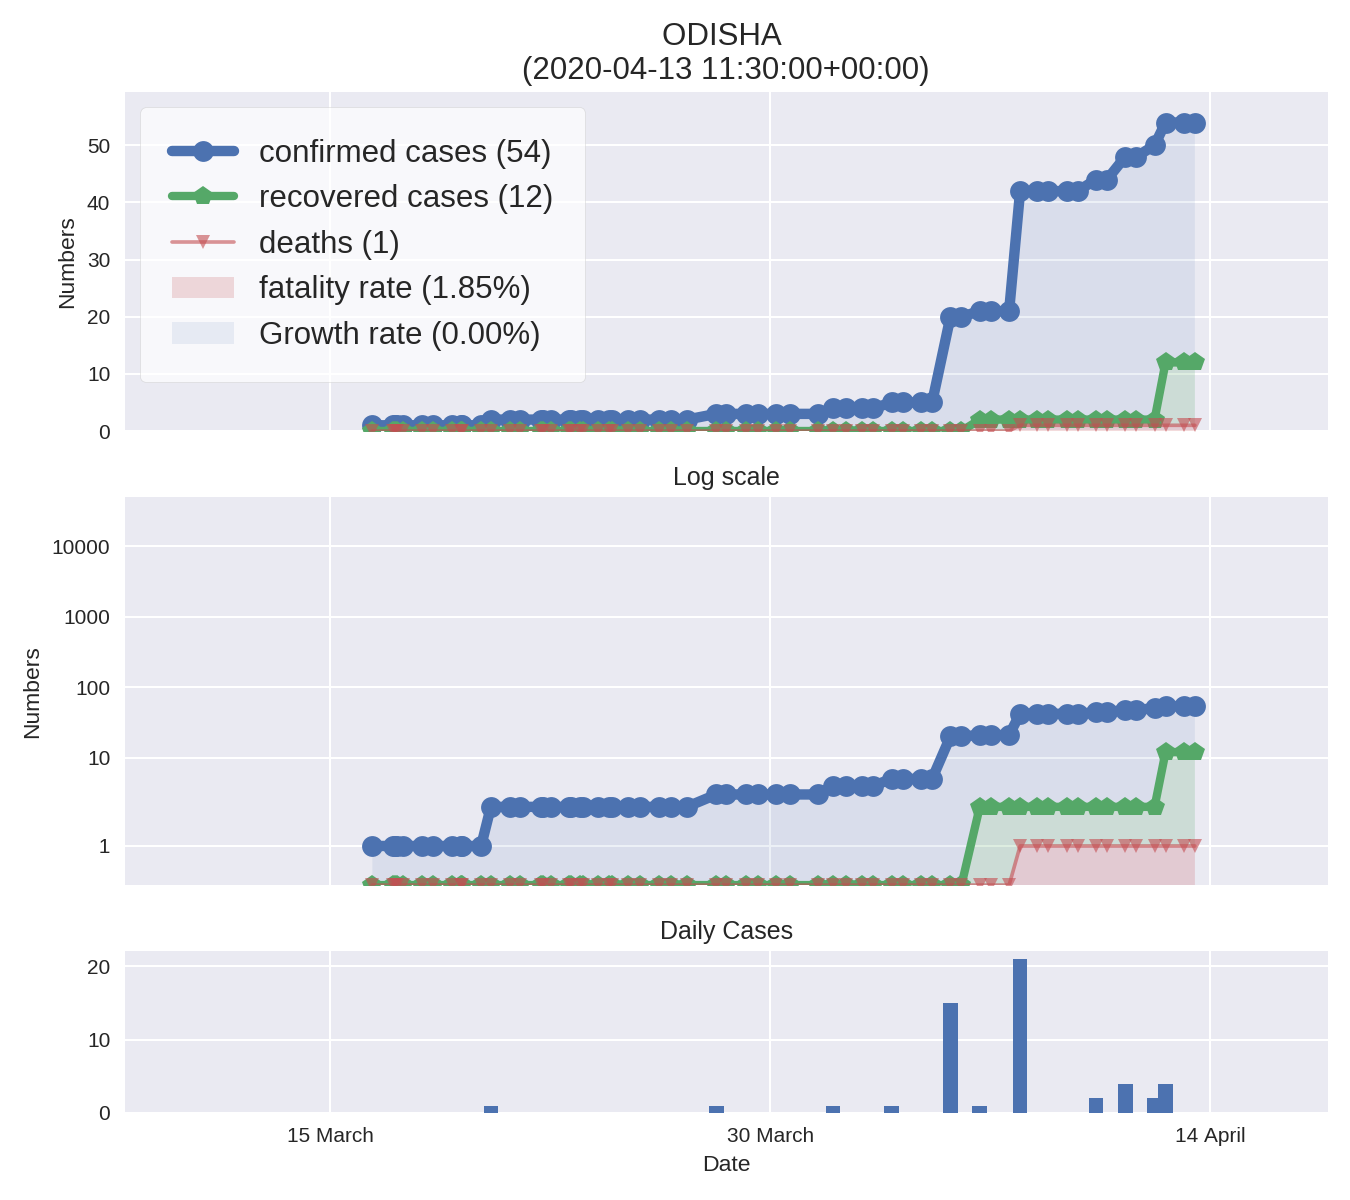 ODISHA
(2020-04-13 11:30:00+00:00)
Numbers
50
40
30
20
10
0
confirmed cases (54)
recovered cases (12)
deaths (1)
fatality rate (1.85%)
Growth rate (0.00%)
Log scale
Numbers
10000
1000
100
10
1
Daily Cases
20
10
0
15 March
30 March
14 April
Date